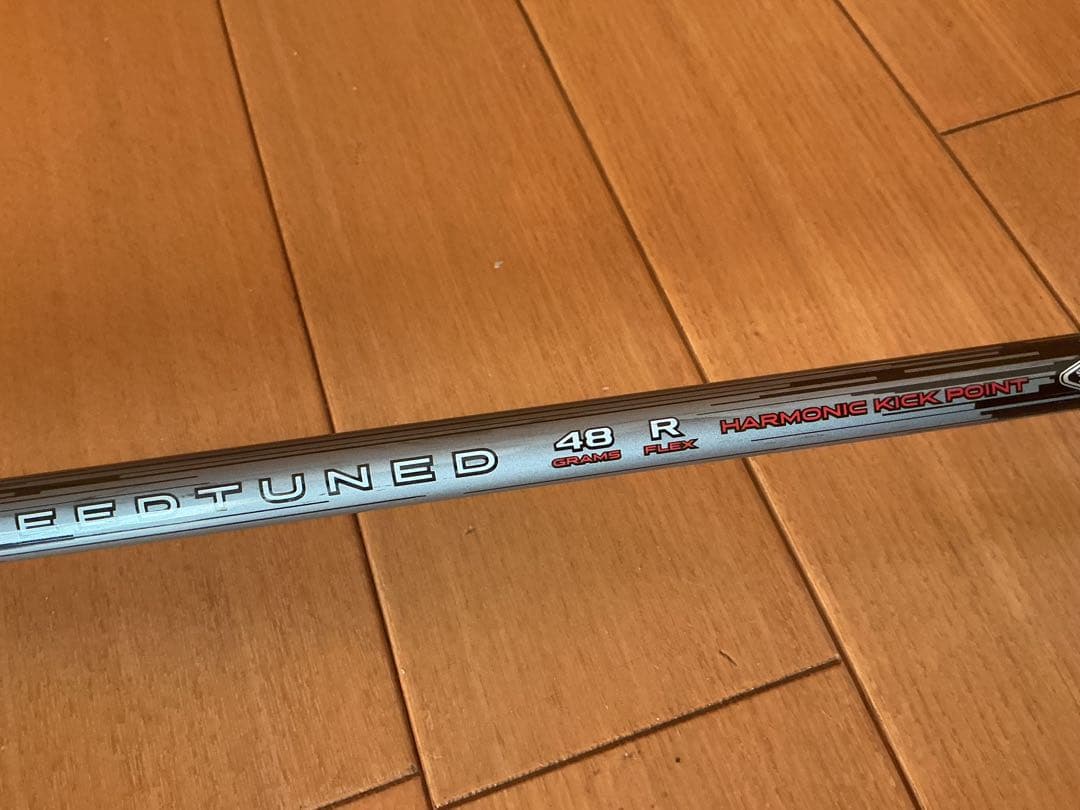 EEDTUNED 48 GRAMS R FLEX HARMONIC KICK POINT